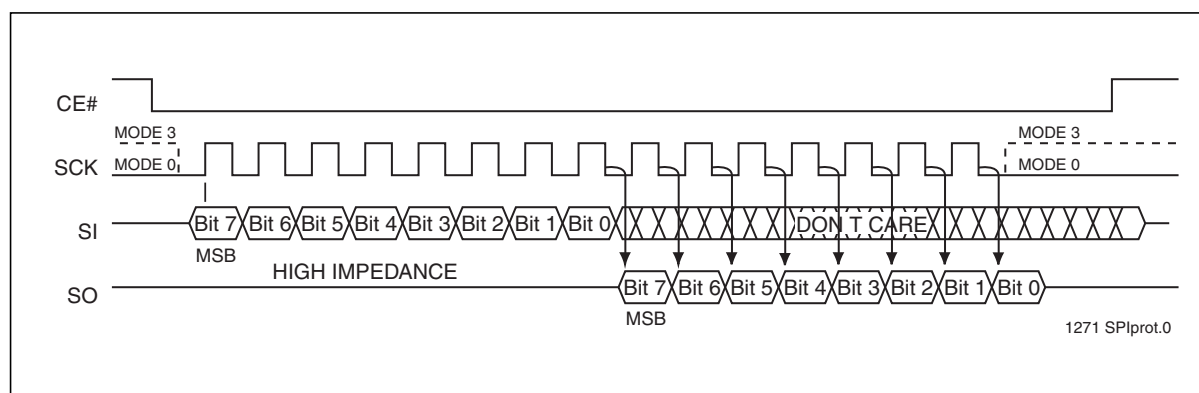 CE#
MODE 3 MODE 3
SCK MODE 0 MODE 0
SI Bit 7 Bit 6 Bit 5 Bit 4 Bit 3 Bit 2 Bit 1 Bit 0 DON T CARE
MSB
HIGH IMPEDANCE
SO Bit 7 Bit 6 Bit 5 Bit 4 Bit 3 Bit 2 Bit 1 Bit 0
MSB
1271 SPIprot.0